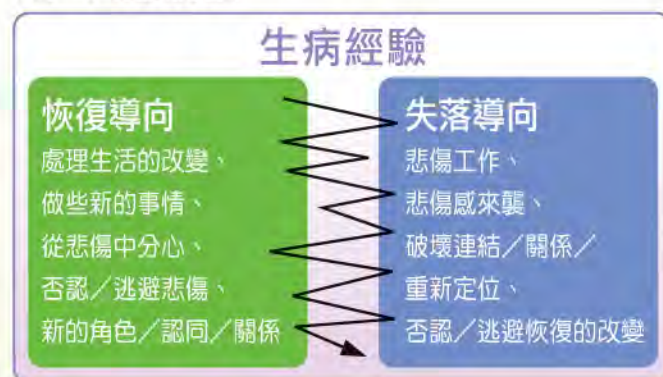 生病經驗
恢復導向
處理生活的改變、
做些新的事情、
從悲傷中分心、
否認／逃避悲傷、
新的角色／認同／關係
失落導向
悲傷工作、
悲傷感來襲、
破壞連結／關係／
重新定位、
否認／逃避恢復的改變